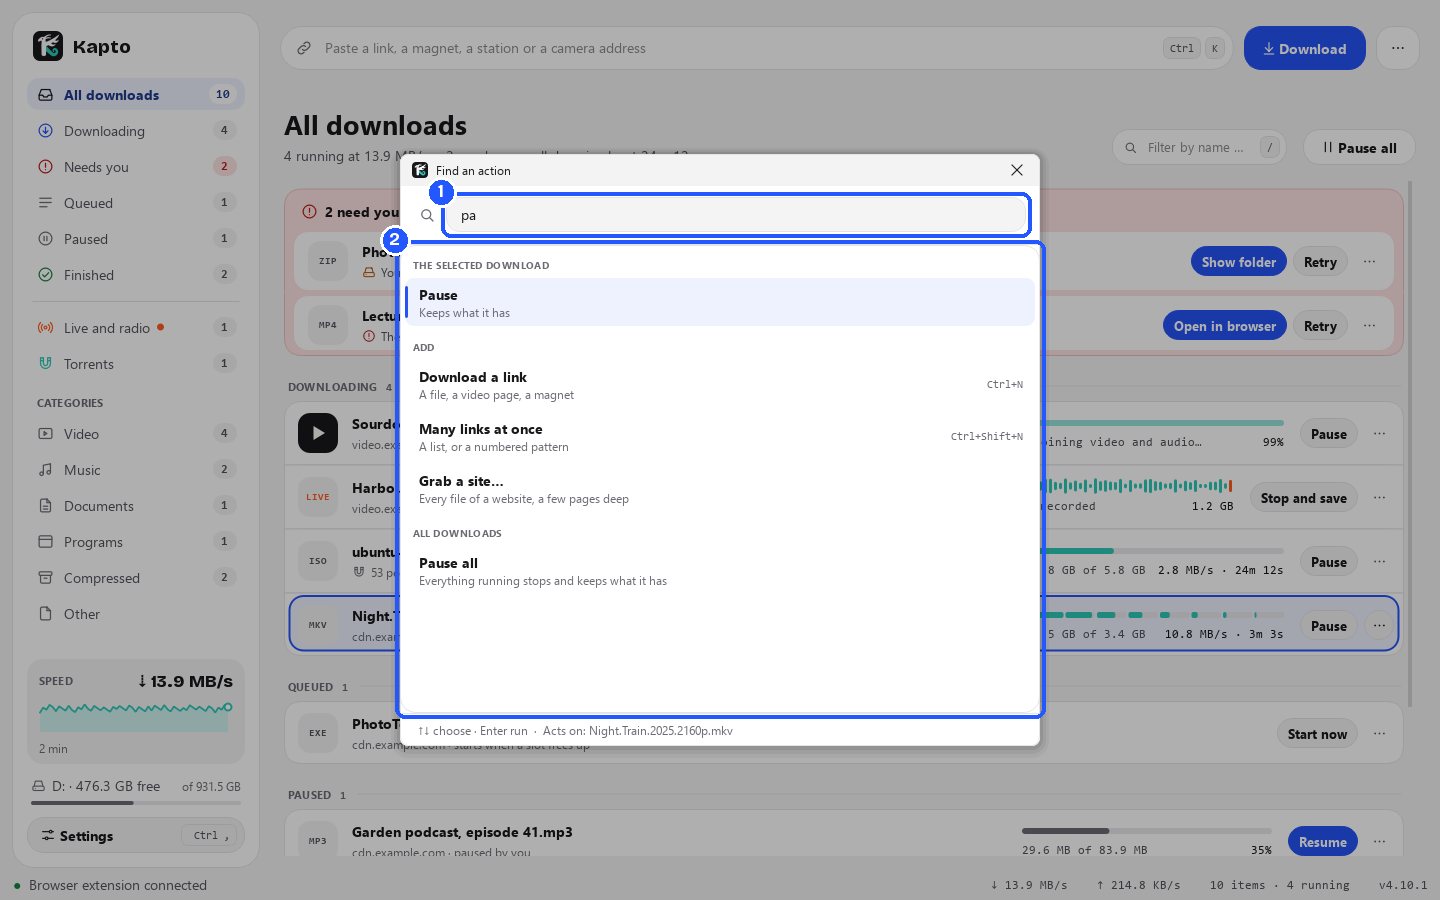 Kapto
Paste a link, a magnet, a station or a camera address
Ctrl K
Download
All downloads 10
Downloading 4
Needs you 2
Queued 1
Paused 1
Finished 2
Live and radio 1
Torrents 1
CATEGORIES
Video 4
Music 2
Documents 1
Programs 1
Compressed 2
Other
SPEED
↓ 13.9 MB/s
2 min
D: · 476.3 GB free of 931.5 GB
Settings Ctrl ,
Browser extension connected
All downloads
4 running at 13.9
Filter by name ... /
Pause all
2 need you
ZIP
Show folder Retry
MP4
Open in browser Retry
DOWNLOADING 4
99% Pause
LIVE
1.2 GB Stop and save
ISO
53
GB of 5.8 GB 2.8 MB/s · 24m 12s Pause
MKV
GB of 3.4 GB 10.8 MB/s · 3m 3s Pause
QUEUED 1
EXE
Start now
PAUSED 1
MP3
Garden podcast, episode 41.mp3
cdn.example.com · paused by you
29.6 MB of 83.9 MB 35% Resume
↓ 13.9 MB/s ↑ 214.8 KB/s 10 items · 4 running v4.10.1
Find an action
1
pa
2
THE SELECTED DOWNLOAD
Pause
Keeps what it has
ADD
Download a link Ctrl+N
A file, a video page, a magnet
Many links at once Ctrl+Shift+N
A list, or a numbered pattern
Grab a site...
Every file of a website, a few pages deep
ALL DOWNLOADS
Pause all
Everything running stops and keeps what it has
↑↓ choose · Enter run · Acts on: Night.Train.2025.2160p.mkv